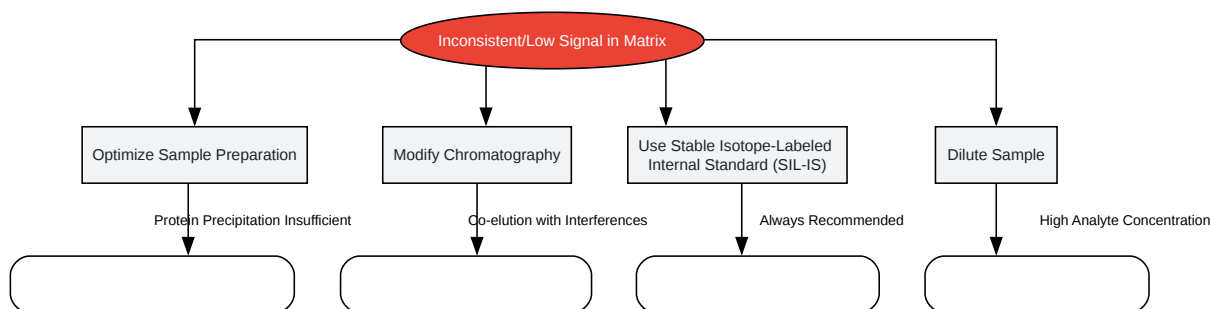 Inconsistent/Low Signal in Matrix
Optimize Sample Preparation
Modify Chromatography
Use Stable Isotope-Labeled
Internal Standard (SIL-IS)
Dilute Sample
Protein Precipitation Insufficient
Co-elution with Interferences
Always Recommended
High Analyte Concentration